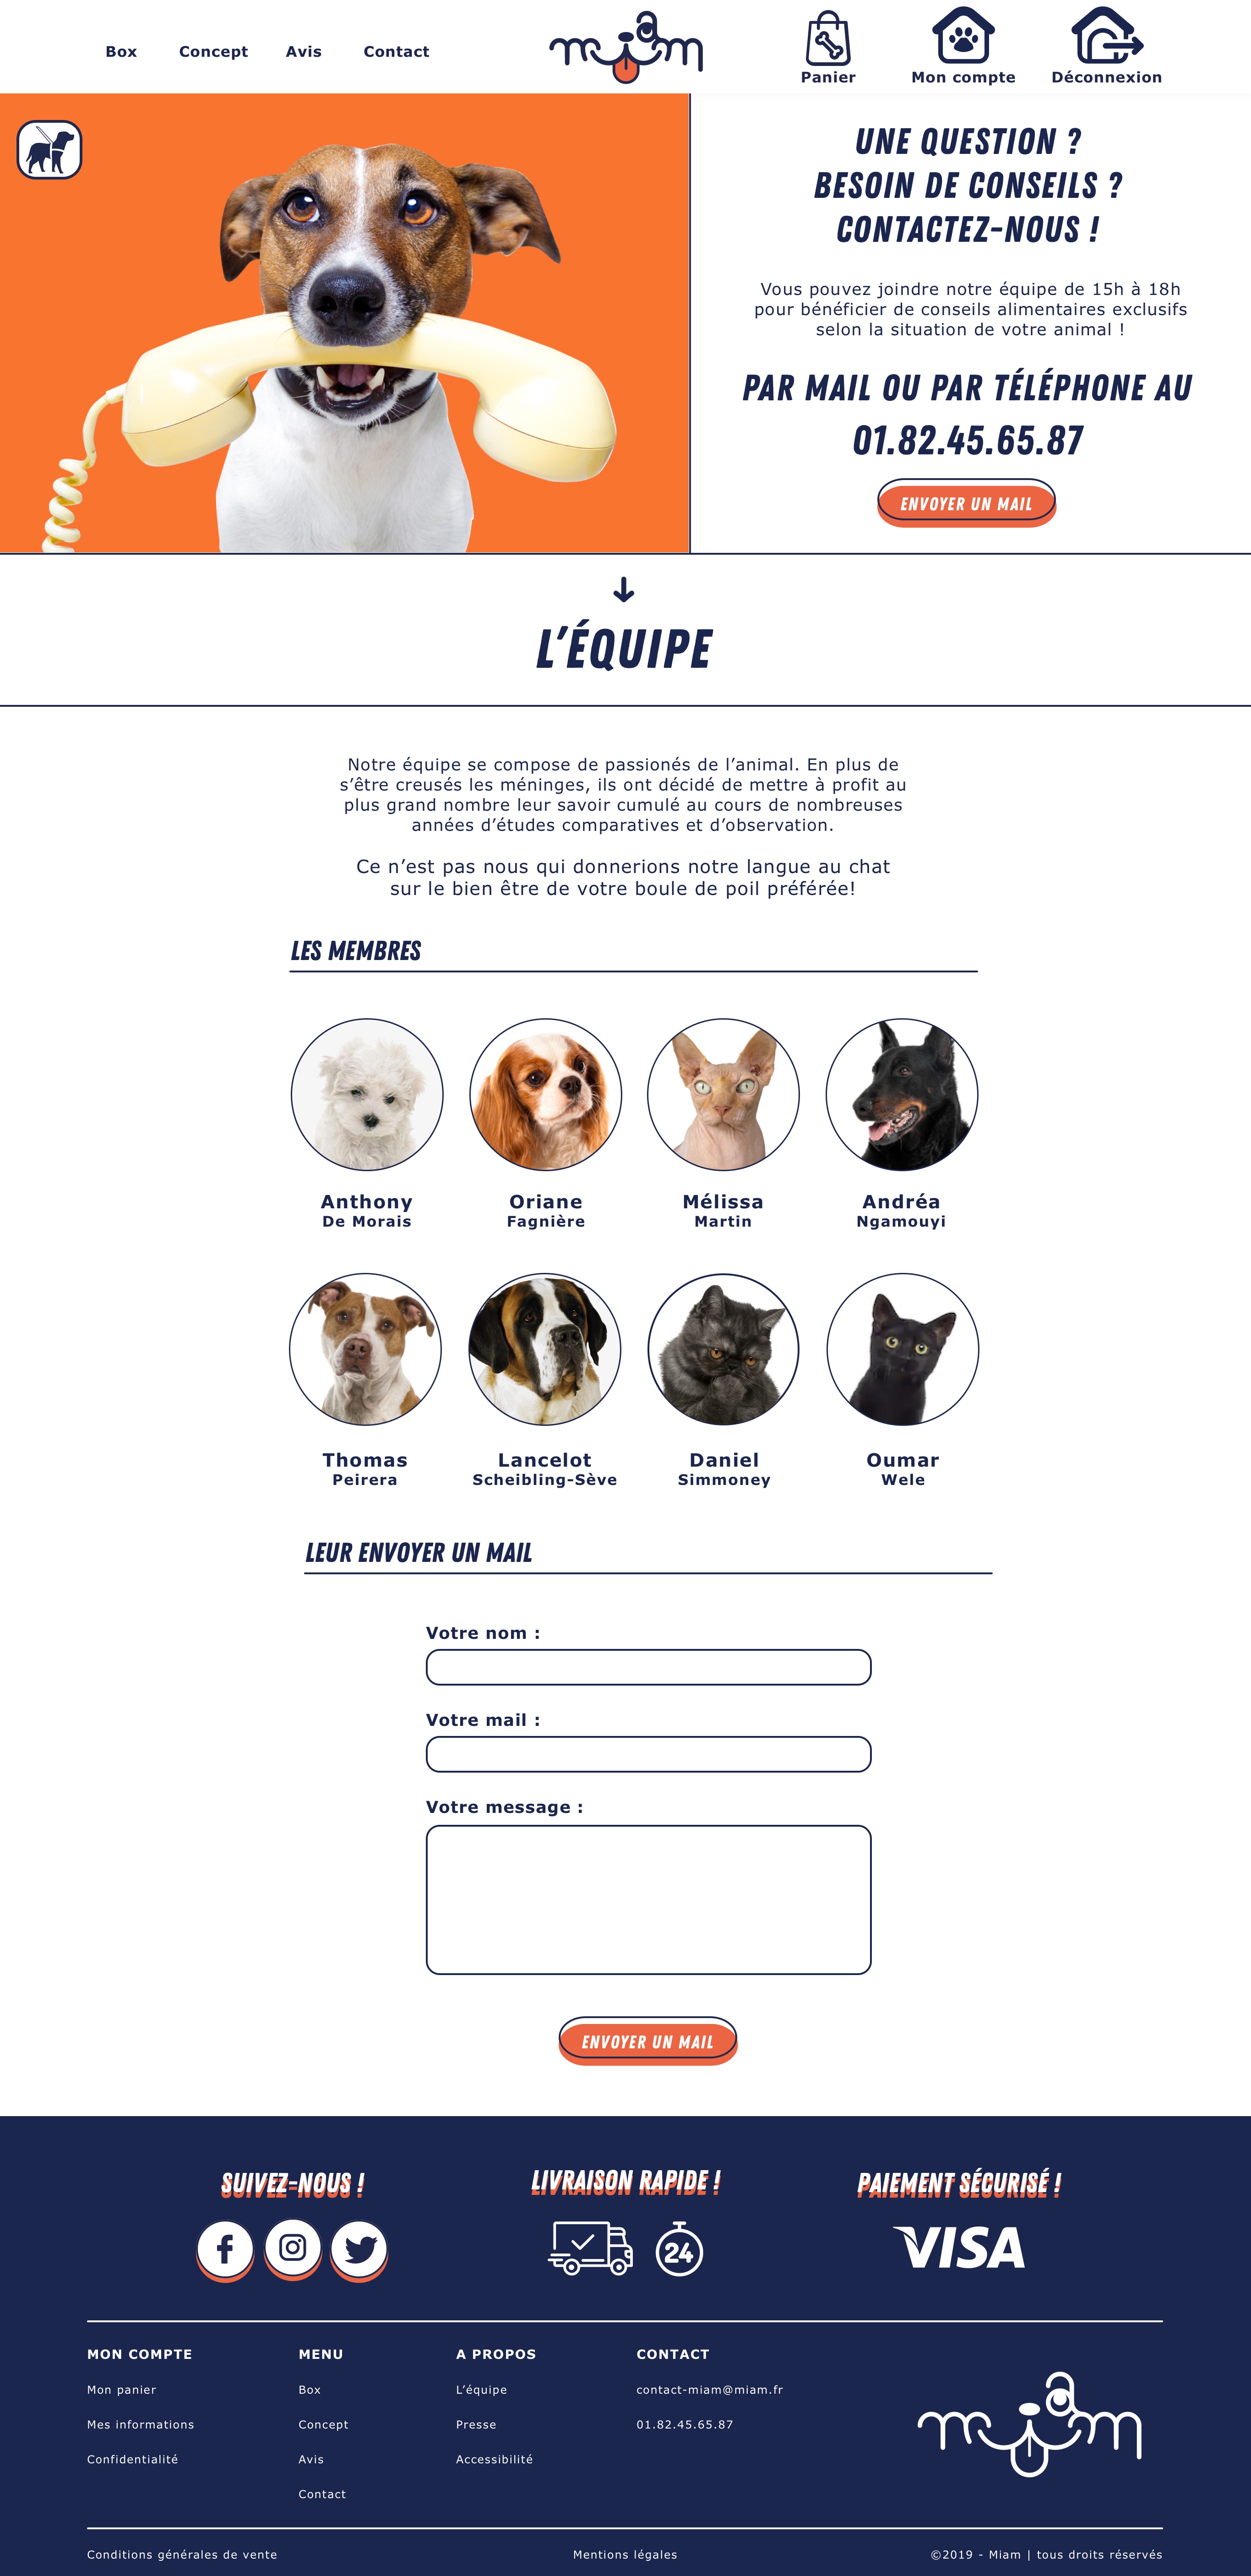 Box Concept Avis Contact
miam
Panier Mon compte Déconnexion
UNE QUESTION ?
BESOIN DE CONSEILS ?
CONTACTEZ-NOUS !
Vous pouvez joindre notre équipe de 15h à 18h
pour bénéficier de conseils alimentaires exclusifs
selon la situation de votre animal !
PAR MAIL OU PAR TÉLÉPHONE AU
01.82.45.65.87
ENVOYER UN MAIL
L’ÉQUIPE
Notre équipe se compose de passionés de l’animal. En plus de
s’être creusés les méninges, ils ont décidé de mettre à profit au
plus grand nombre leur savoir cumulé au cours de nombreuses
années d’études comparatives et d’observation.
Ce n’est pas nous qui donnerions notre langue au chat
sur le bien être de votre boule de poil préférée!
LES MEMBRES
Anthony Oriane Mélissa Andréa
De Morais Fagnière Martin Ngamouyi
Thomas Lancelot Daniel Oumar
Peirera Scheibling-Sève Simmoney Wele
LEUR ENVOYER UN MAIL
Votre nom :
Votre mail :
Votre message :
ENVOYER UN MAIL
SUIVEZ-NOUS ! LIVRAISON RAPIDE ! PAIEMENT SÉCURISÉ !
24
VISA
MON COMPTE MENU A PROPOS CONTACT
Mon panier Box L’équipe contact-miam@miam.fr
Mes informations Concept Presse 01.82.45.65.87
Confidentialité Avis Accessibilité
Contact
miam
Conditions générales de vente Mentions légales ©2019 - Miam | tous droits réservés